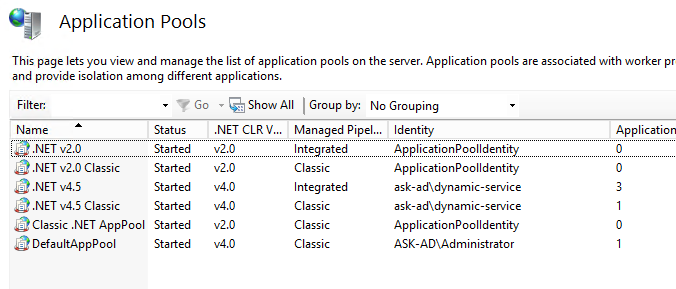 Application Pools
This page lets you view and manage the list of application pools on the server. Application pools are associated with worker pr
and provide isolation among different applications.
Filter: Go Show All Group by: No Grouping
Name Status .NET CLR V... Managed Pipel... Identity Application
.NET v2.0 Started v2.0 Integrated ApplicationPoolIdentity 0
.NET v2.0 Classic Started v2.0 Classic ApplicationPoolIdentity 0
.NET v4.5 Started v4.0 Integrated ask-ad\dynamic-service 3
.NET v4.5 Classic Started v4.0 Classic ask-ad\dynamic-service 1
Classic .NET AppPool Started v2.0 Classic ApplicationPoolIdentity 0
DefaultAppPool Started v4.0 Classic ASK-AD\Administrator 1